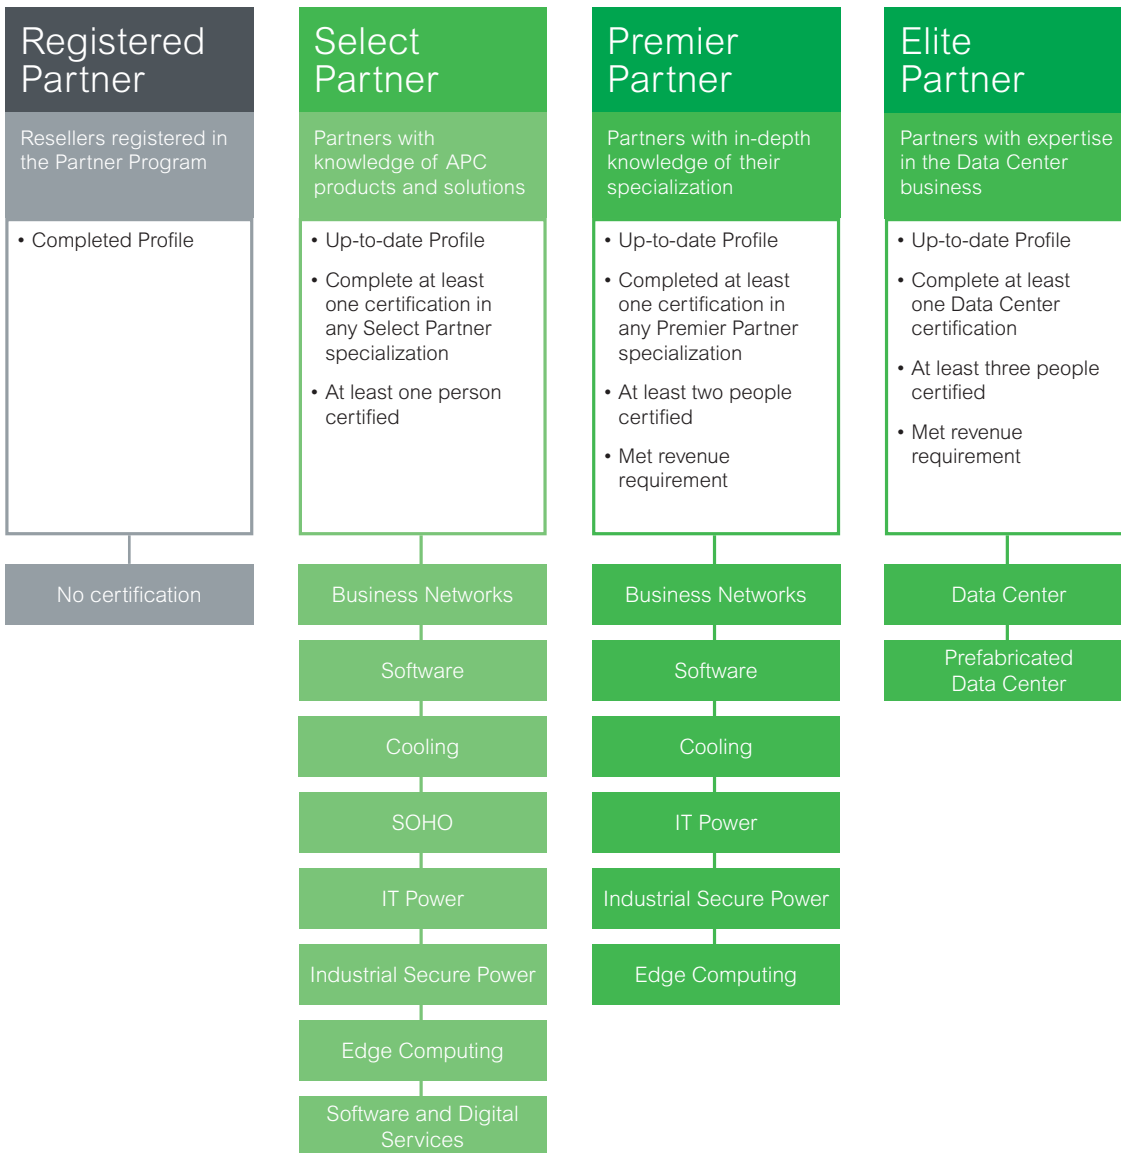 Registered
Partner
Resellers registered in
the Partner Program
• Completed Profile
No certification
Select
Partner
Partners with
knowledge of APC
products and solutions
• Up-to-date Profile
• Complete at least
one certification in
any Select Partner
specialization
• At least one person
certified
Business Networks
Software
Cooling
SOHO
IT Power
Industrial Secure Power
Edge Computing
Software and Digital
Services
Premier
Partner
Partners with in-depth
knowledge of their
specialization
• Up-to-date Profile
• Completed at least
one certification in
any Premier Partner
specialization
• At least two people
certified
• Met revenue
requirement
Business Networks
Software
Cooling
IT Power
Industrial Secure Power
Edge Computing
Elite
Partner
Partners with expertise
in the Data Center
business
• Up-to-date Profile
• Complete at least
one Data Center
certification
• At least three people
certified
• Met revenue
requirement
Data Center
Prefabricated
Data Center